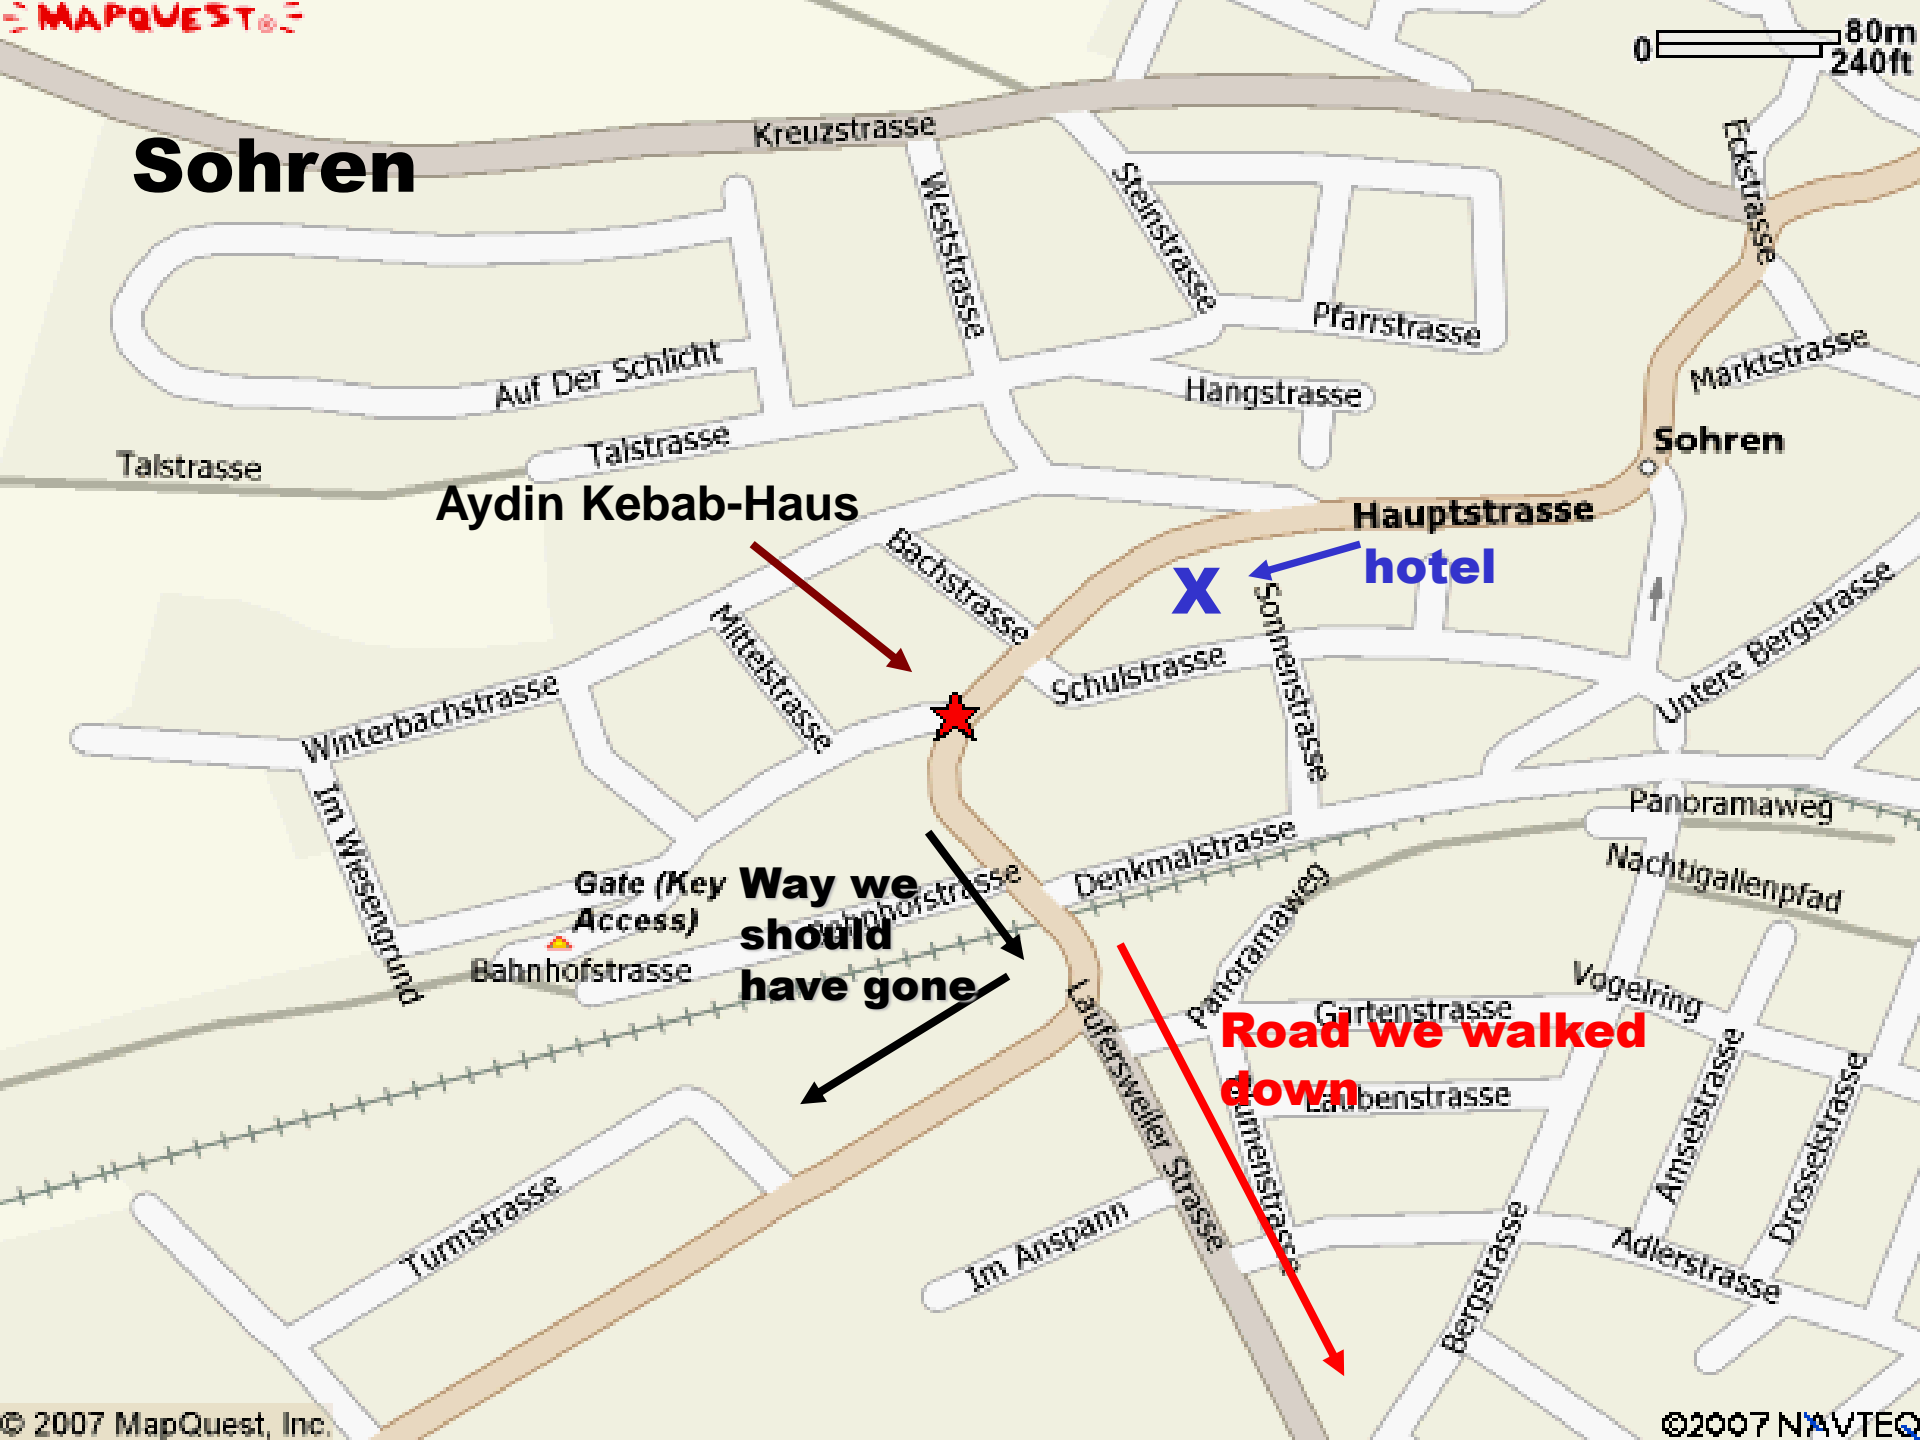 MAPQUEST®
0 80m
240ft
Sohren
Kreuzstrasse
Eckstrasse
Weststrasse
Steinstrasse
Pfarrstrasse
Marktstrasse
Auf Der Schlicht
Hangstrasse
Talstrasse
Talstrasse
Sohren
Aydin Kebab-Haus
Hauptstrasse
Bachstrasse
hotel
X
Sonnenstrasse
Untere Bergstrasse
Mittelstrasse
Schulstrasse
Winterbachstrasse
Im Wiesengrund
Panoramaweg
Denkmalstrasse
Nachtigallenpfad
Gate (Key
Access)
Way we
should
have gone
Bahnhofstrasse
Bahnhofstrasse
Panoramaweg
Vogelring
Gartenstrasse
Road we walked
down
Laufersweiler Strasse
Laubenstrasse
Amselstrasse
Drosselstrasse
Turmstrasse
Im Anspann
Bergstrasse
Adlerstrasse
© 2007 MapQuest, Inc.
©2007 NAVTEQ